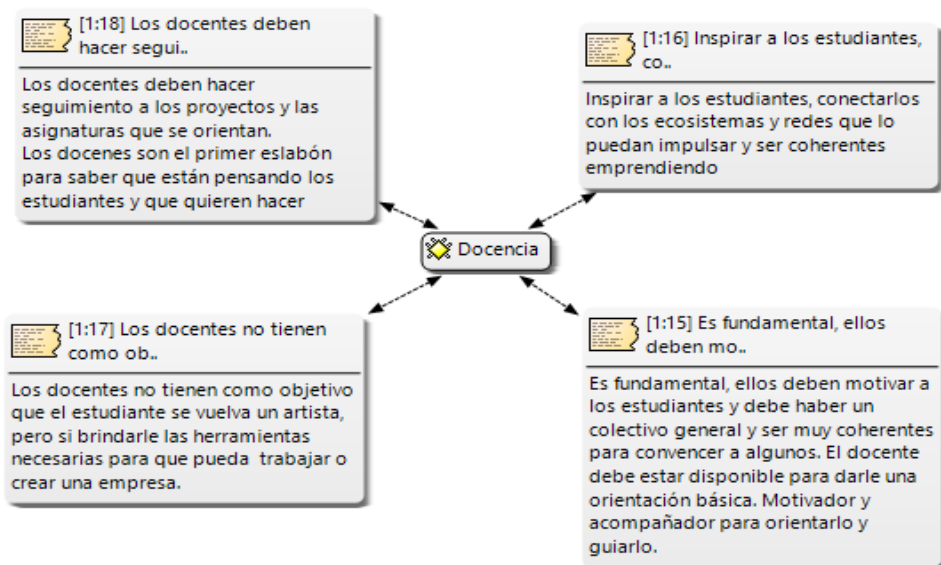 [1:18] Los docentes deben
hacer segui..
Los docentes deben hacer
seguimiento a los proyectos y las
asignaturas que se orientan.
Los docenes son el primer eslabón
para saber que están pensando los
estudiantes y que quieren hacer
[1:16] Inspirar a los estudiantes,
co..
Inspirar a los estudiantes, conectarlos
con los ecosistemas y redes que lo
puedan impulsar y ser coherentes
emprendiendo
Docencia
[1:17] Los docentes no tienen
como ob..
Los docentes no tienen como objetivo
que el estudiante se vuelva un artista,
pero si brindarle las herramientas
necesarias para que pueda trabajar o
crear una empresa.
[1:15] Es fundamental, ellos
deben mo..
Es fundamental, ellos deben motivar a
los estudiantes y debe haber un
colectivo general y ser muy coherentes
para convencer a algunos. El docente
debe estar disponible para darle una
orientación básica. Motivador y
acompañador para orientarlo y
guiarlo.